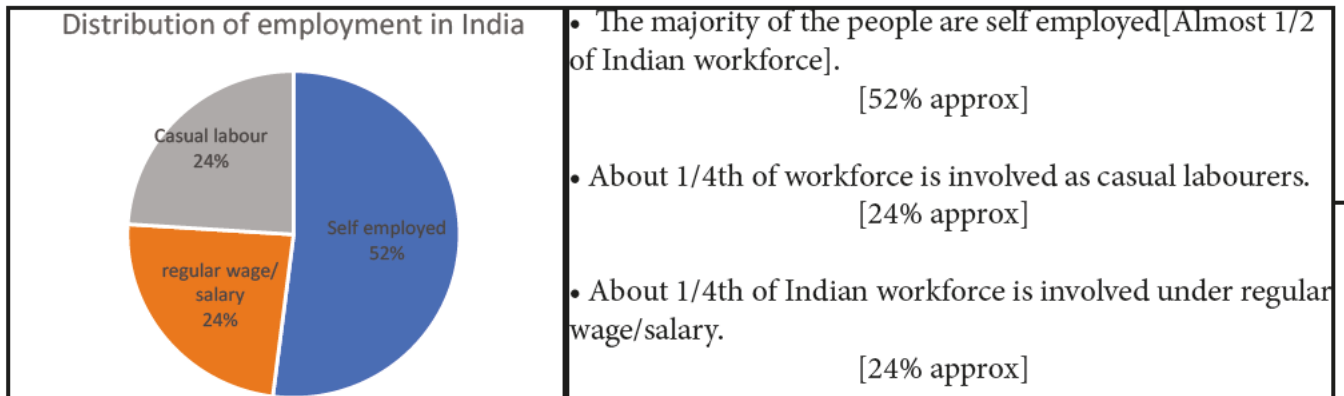 Distribution of employment in India
Casual labour
24%
Self employed
52%
regular wage/
salary
24%
• The majority of the people are self employed[Almost 1/2
of Indian workforce].
[52% approx]
• About 1/4th of workforce is involved as casual labourers.
[24% approx]
• About 1/4th of Indian workforce is involved under regular
wage/salary.
[24% approx]